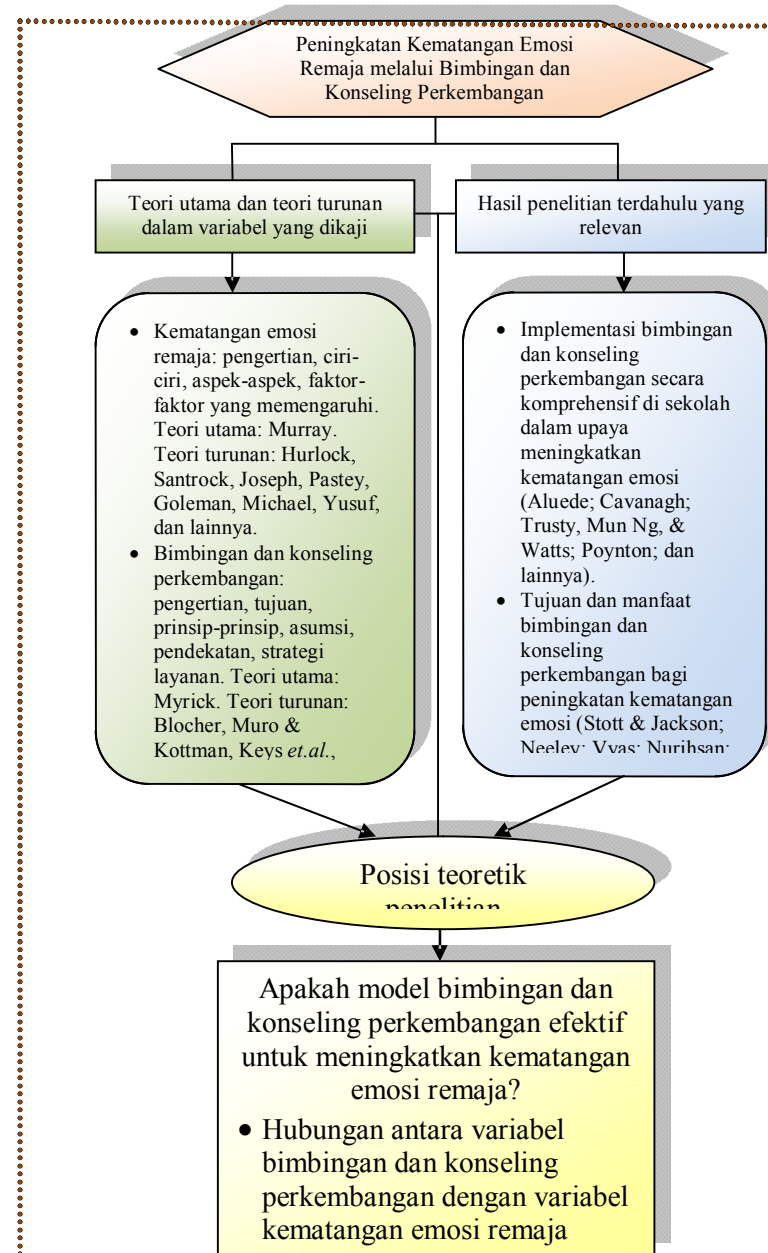 Peningkatan Kematangan Emosi
Remaja melalui Bimbingan dan
Konseling Perkembangan
Teori utama dan teori turunan
dalam variabel yang dikaji
Hasil penelitian terdahulu yang
relevan
• Kematangan emosi
remaja: pengertian, ciri-
ciri, aspek-aspek, faktor-
faktor yang memengaruhi.
Teori utama: Murray.
Teori turunan: Hurlock,
Santrock, Joseph, Pastey,
Goleman, Michael, Yusuf,
dan lainnya.
• Bimbingan dan konseling
perkembangan:
pengertian, tujuan,
prinsip-prinsip, asumsi,
pendekatan, strategi
layanan. Teori utama:
Myrick. Teori turunan:
Blocher, Muro &
Kottman, Keys et.al.,
• Implementasi bimbingan
dan konseling
perkembangan secara
komprehensif di sekolah
dalam upaya
meningkatkan
kematangan emosi
(Aluede; Cavanagh;
Trusty, Mun Ng, &
Watts; Poynton; dan
lainnya).
• Tujuan dan manfaat
bimbingan dan
konseling
perkembangan bagi
peningkatan kematangan
emosi (Stott & Jackson;
Neeley; Vyas; Nurihsan;
Posisi teoretik
penelitian
Apakah model bimbingan dan
konseling perkembangan efektif
untuk meningkatkan kematangan
emosi remaja?
• Hubungan antara variabel
bimbingan dan konseling
perkembangan dengan variabel
kematangan emosi remaja